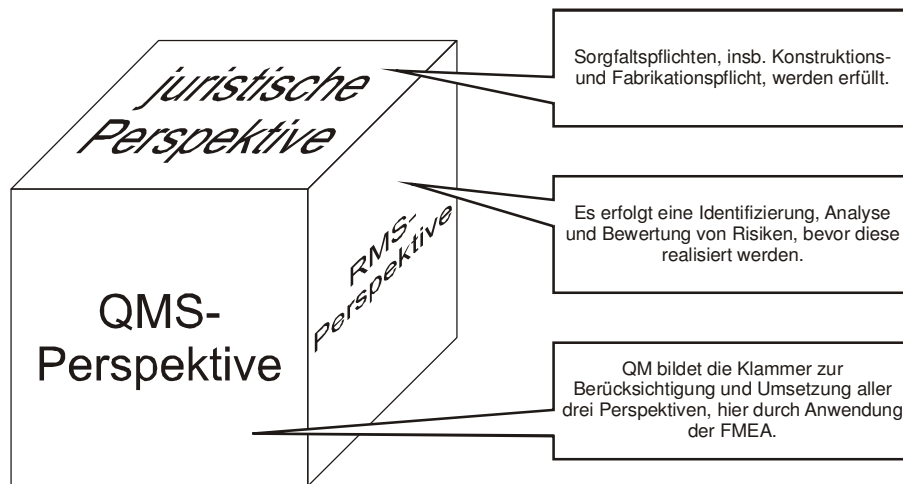 juristische
Perspektive
Sorgfaltspflichten, insb. Konstruktions-
und Fabrikationspflicht, werden erfüllt.
RMS-
Perspektive
Es erfolgt eine Identifizierung, Analyse
und Bewertung von Risiken, bevor diese
realisiert werden.
QMS-
Perspektive
QM bildet die Klammer zur
Berücksichtigung und Umsetzung aller
drei Perspektiven, hier durch Anwendung
der FMEA.